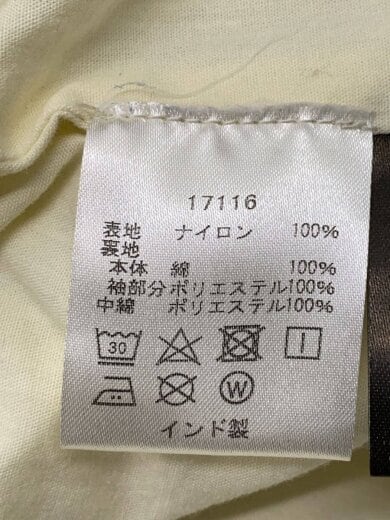 17116
表地 ナイロン 100%
裏地
本体 綿 100%
袖部分ポリエステル100%
中綿 ポリエステル100%
30
W
インド製